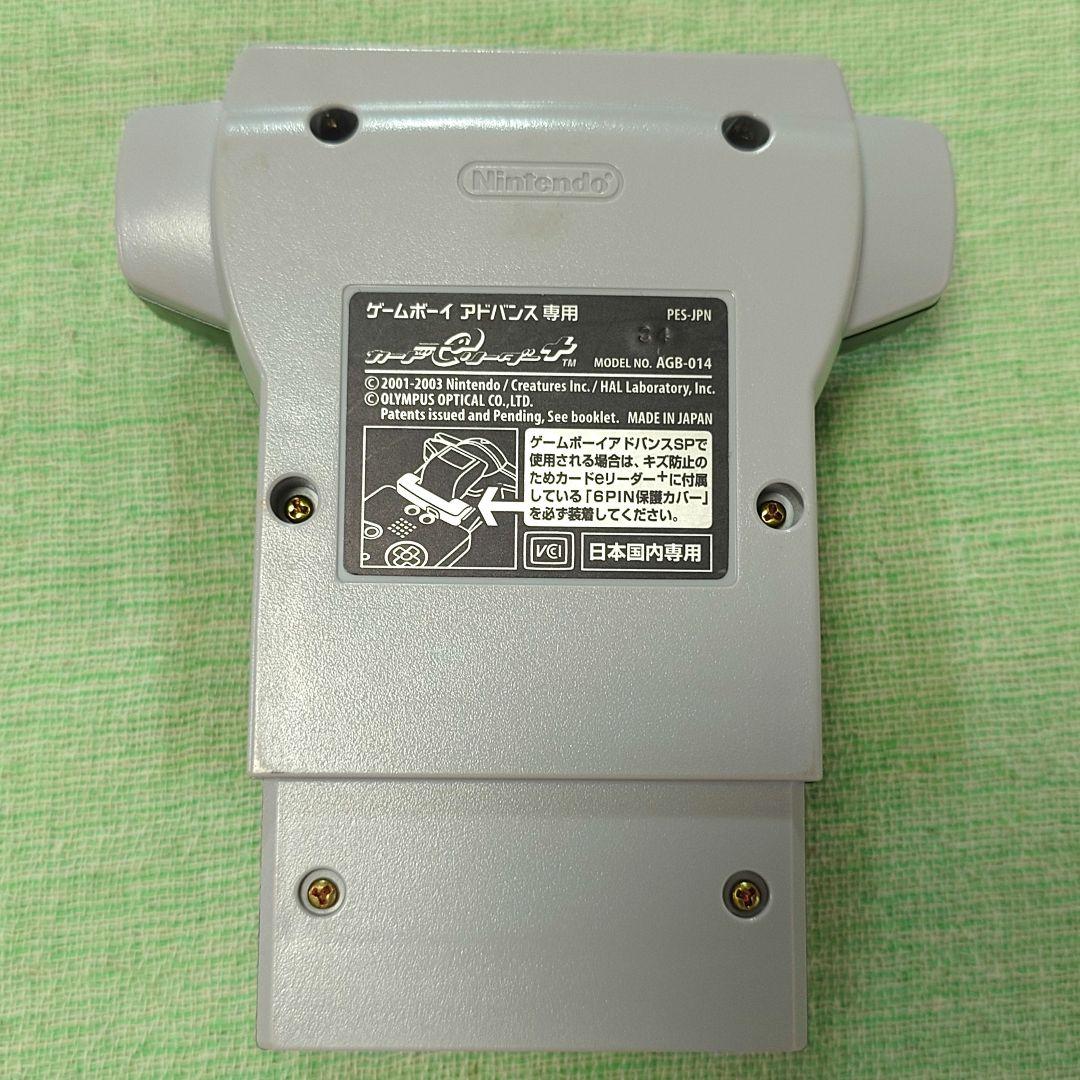 Nintendo®
ゲームボーイ アドバンス 専用
PES-JPN
34
カードeリーダー+™
MODEL NO. AGB-014
© 2001-2003 Nintendo / Creatures Inc. / HAL Laboratory, Inc.
© OLYMPUS OPTICAL CO.,LTD.
Patents issued and Pending, See booklet. MADE IN JAPAN
ゲームボーイアドバンスSPで
使用される場合は、キズ防止の
ためカードeリーダー+に付属
している「6PIN保護カバー」
を必ず装着してください。
VCI
日本国内専用